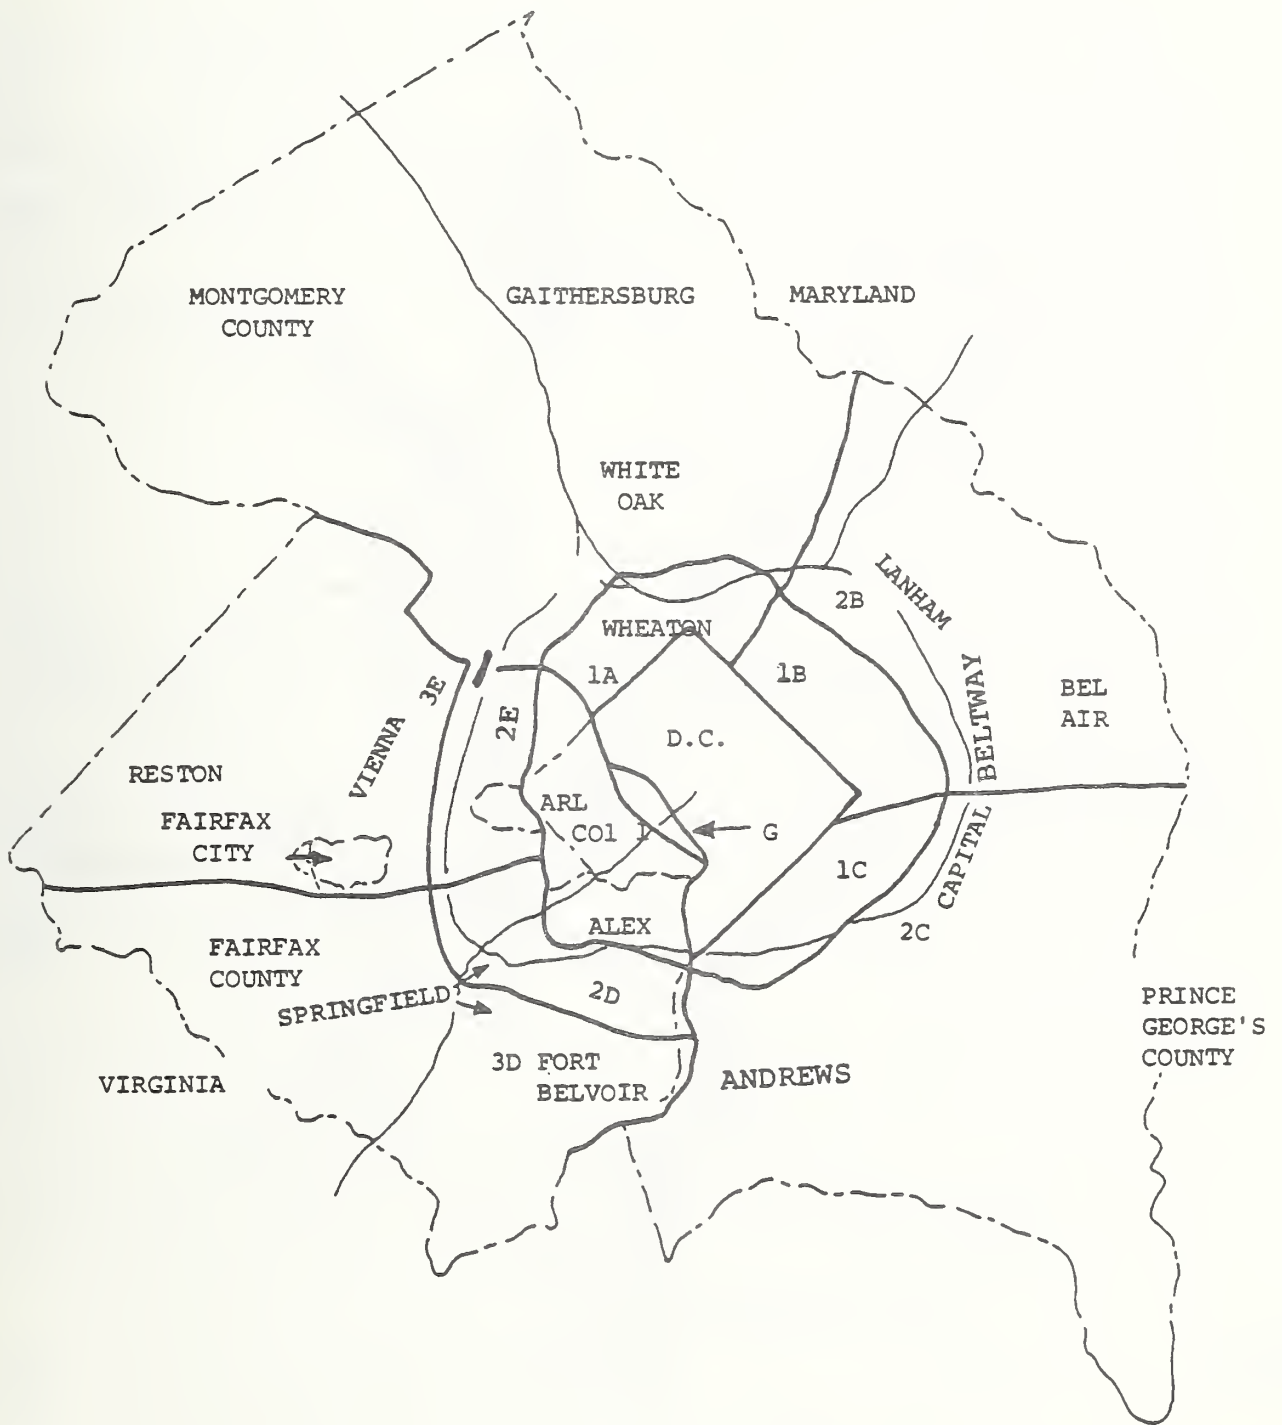 MONTGOMERY
COUNTY
GAITHERSBURG
MARYLAND
WHITE
OAK
LANHAM
2B
WHEATON
1A
1B
3E
2E
BELTWAY
BEL
AIR
VIENNA
D.C.
RESTON
ARL
FAIRFAX
CITY
COl I
G
CAPITAL
1C
ALEX
2C
FAIRFAX
COUNTY
SPRINGFIELD
2D
PRINCE
GEORGE'S
COUNTY
VIRGINIA
3D FORT
BELVOIR
ANDREWS